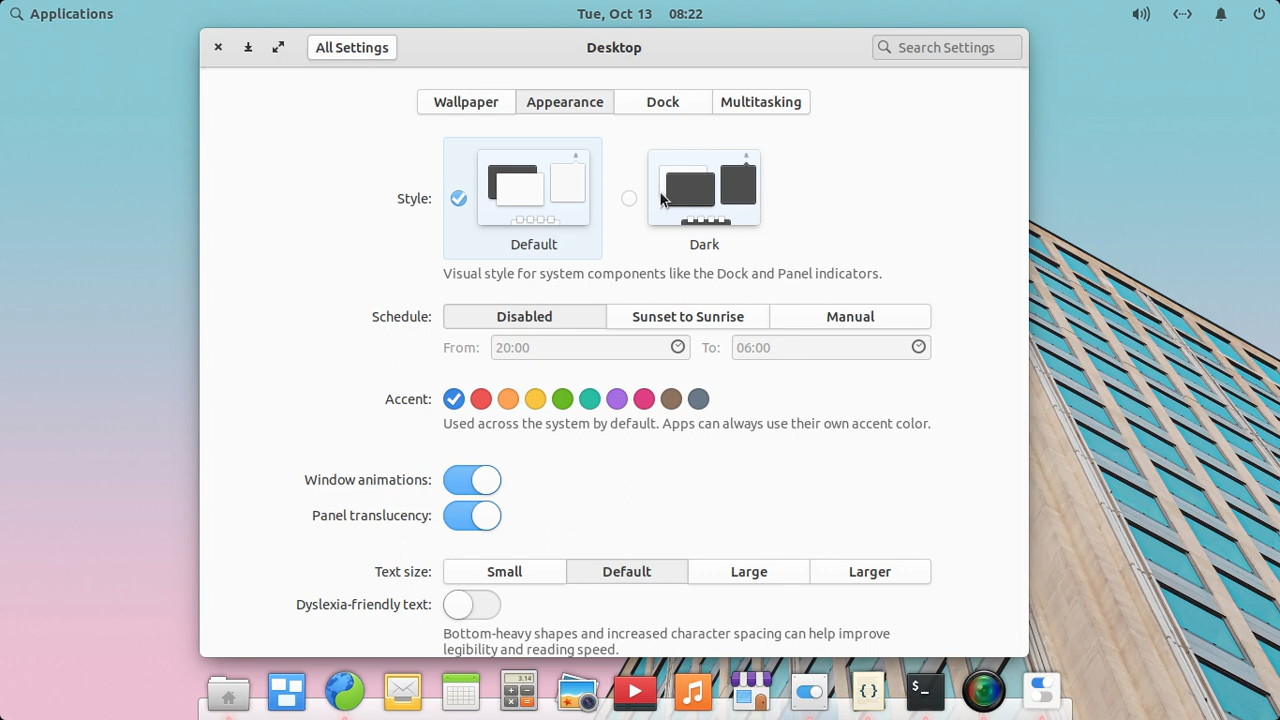 Applications
Tue, Oct 13 08:22
All Settings
Desktop
Search Settings
Wallpaper
Appearance
Dock
Multitasking
Style:
Default
Dark
Visual style for system components like the Dock and Panel indicators.
Schedule:
Disabled
Sunset to Sunrise
Manual
From:
20:00
To:
06:00
Accent:
Used across the system by default. Apps can always use their own accent color.
Window animations:
Panel translucency:
Text size:
Small
Default
Large
Larger
Dyslexia-friendly text:
Bottom-heavy shapes and increased character spacing can help improve
legibility and reading speed.
3.14